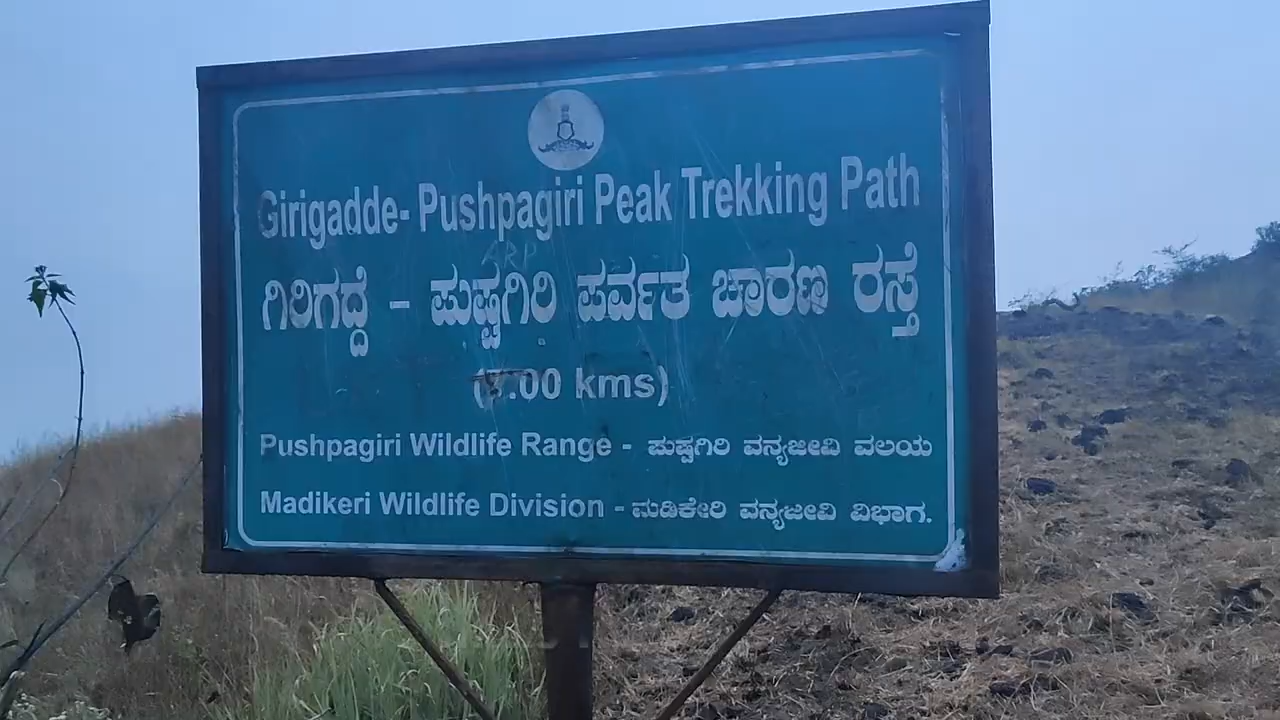 Girigadde- Pushpagiri Peak Trekking Path
ಗಿರಿಗದ್ದೆ - ಪುಷ್ಪಗಿರಿ ಪರ್ವತ ಚಾರಣ ರಸ್ತೆ
kms)
Pushpagiri Wildlife Range - ಪುಷ್ಪಗಿರಿ ವನ್ಯಜೀವಿ ವಲಯ
Madikeri Wildlife Division - ಮಡಿಕೇರಿ ವನ್ಯಜೀವಿ ವಿಭಾಗ.